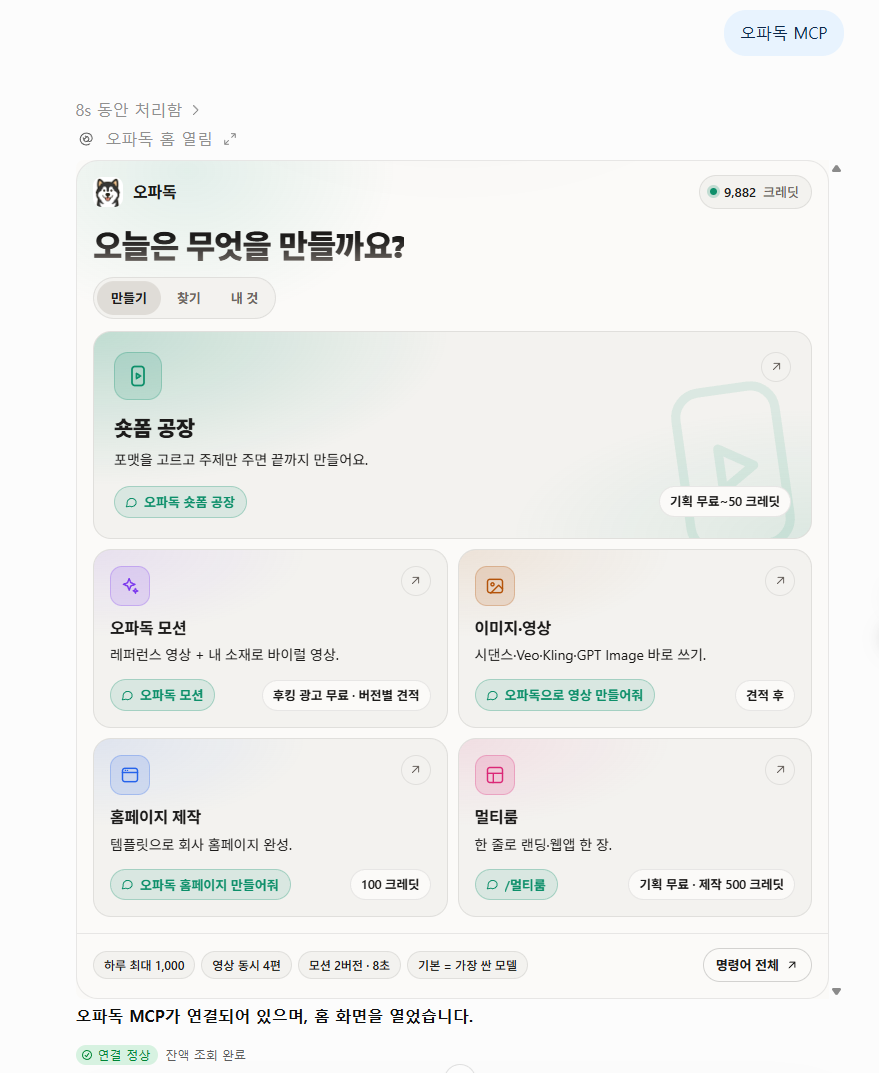 오파독 MCP
8s 동안 처리함
오파독 홈 열림
오파독
9,882 크레딧
오늘은 무엇을 만들까요?
만들기 찾기 내 것
숏폼 공장
포맷을 고르고 주제만 주면 끝까지 만들어요.
오파독 숏폼 공장
기획 무료~50 크레딧
오파독 모션
레퍼런스 영상 + 내 소재로 바이럴 영상.
오파독 모션
후킹 광고 무료 · 버전별 견적
이미지·영상
시댄스·Veo·Kling·GPT Image 바로 쓰기.
오파독으로 영상 만들어줘
견적 후
홈페이지 제작
템플릿으로 회사 홈페이지 완성.
오파독 홈페이지 만들어줘
100 크레딧
멀티룸
한 줄로 랜딩·웹앱 한 장.
/멀티룸
기획 무료 · 제작 500 크레딧
하루 최대 1,000
영상 동시 4편
모션 2버전 · 8초
기본 = 가장 싼 모델
명령어 전체
오파독 MCP가 연결되어 있으며, 홈 화면을 열었습니다.
연결 정상 잔액 조회 완료